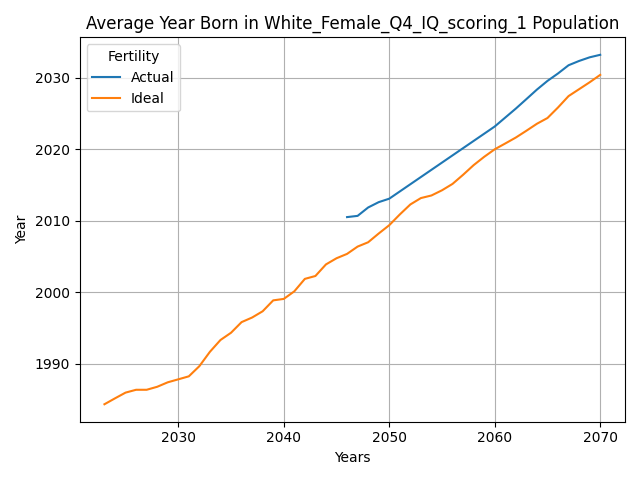 Average Year Born in White_Female_Q4_IQ_scoring_1 Population
Fertility
Actual
Ideal
Year
2030
2020
2010
2000
1990
2030 2040 2050 2060 2070
Years